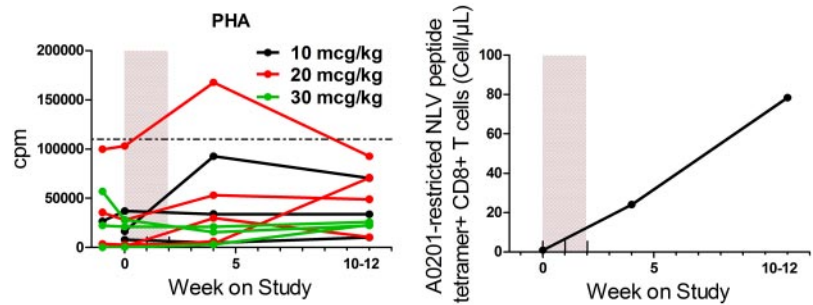 PHA
200000
150000
100000
50000
0
cpm
10 mcg/kg
20 mcg/kg
30 mcg/kg
0
5
10-12
Week on Study
A0201-restricted NLV peptide
tetramer+ CD8+ T cells (Cell/μL)
100
80
60
40
20
0
0
5
10-12
Week on Study